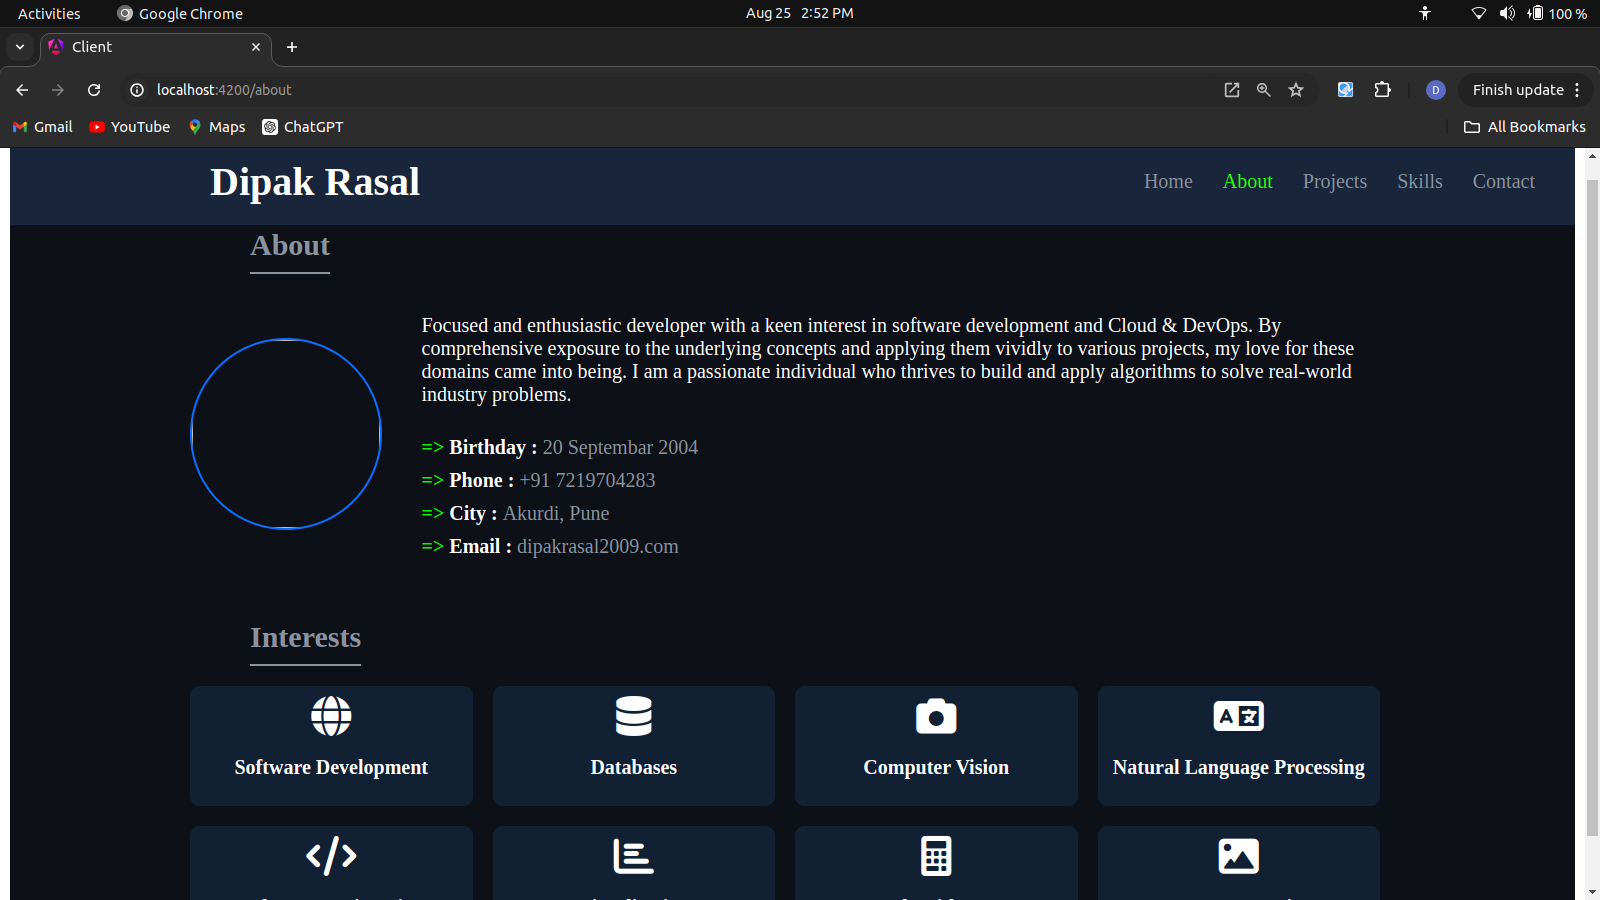 Activities Google Chrome Aug 25 2:52 PM 100 %
Client
localhost:4200/about D Finish update
Gmail YouTube Maps ChatGPT All Bookmarks
Dipak Rasal Home About Projects Skills Contact
About
Focused and enthusiastic developer with a keen interest in software development and Cloud & DevOps. By
comprehensive exposure to the underlying concepts and applying them vividly to various projects, my love for these
domains came into being. I am a passionate individual who thrives to build and apply algorithms to solve real-world
industry problems.
=> Birthday : 20 Septembar 2004
=> Phone : +91 7219704283
=> City : Akurdi, Pune
=> Email : dipakrasal2009.com
Interests
Software Development Databases Computer Vision Natural Language Processing